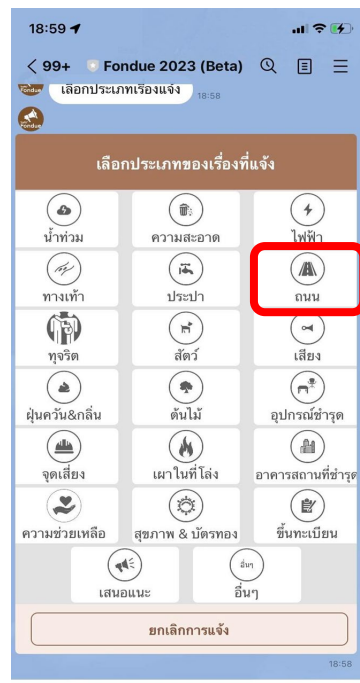 18:59
99+ Fondue 2023 (Beta)
เลือกประเภทเรื่องแจ้ง
18:58
Fondue
เลือกประเภทของเรื่องที่แจ้ง
น้ำท่วม ความสะอาด ไฟฟ้า
ทางเท้า ประปา ถนน
ทุจริต สัตว์ เสียง
ฝุ่นควัน&กลิ่น ต้นไม้ อุปกรณ์ชำรุด
จุดเสี่ยง เผาในที่โล่ง อาคารสถานที่ชำรุด
ความช่วยเหลือ สุขภาพ & บัตรทอง ขึ้นทะเบียน
อื่นๆ
เสนอแนะ อื่นๆ
ยกเลิกการแจ้ง
18:58